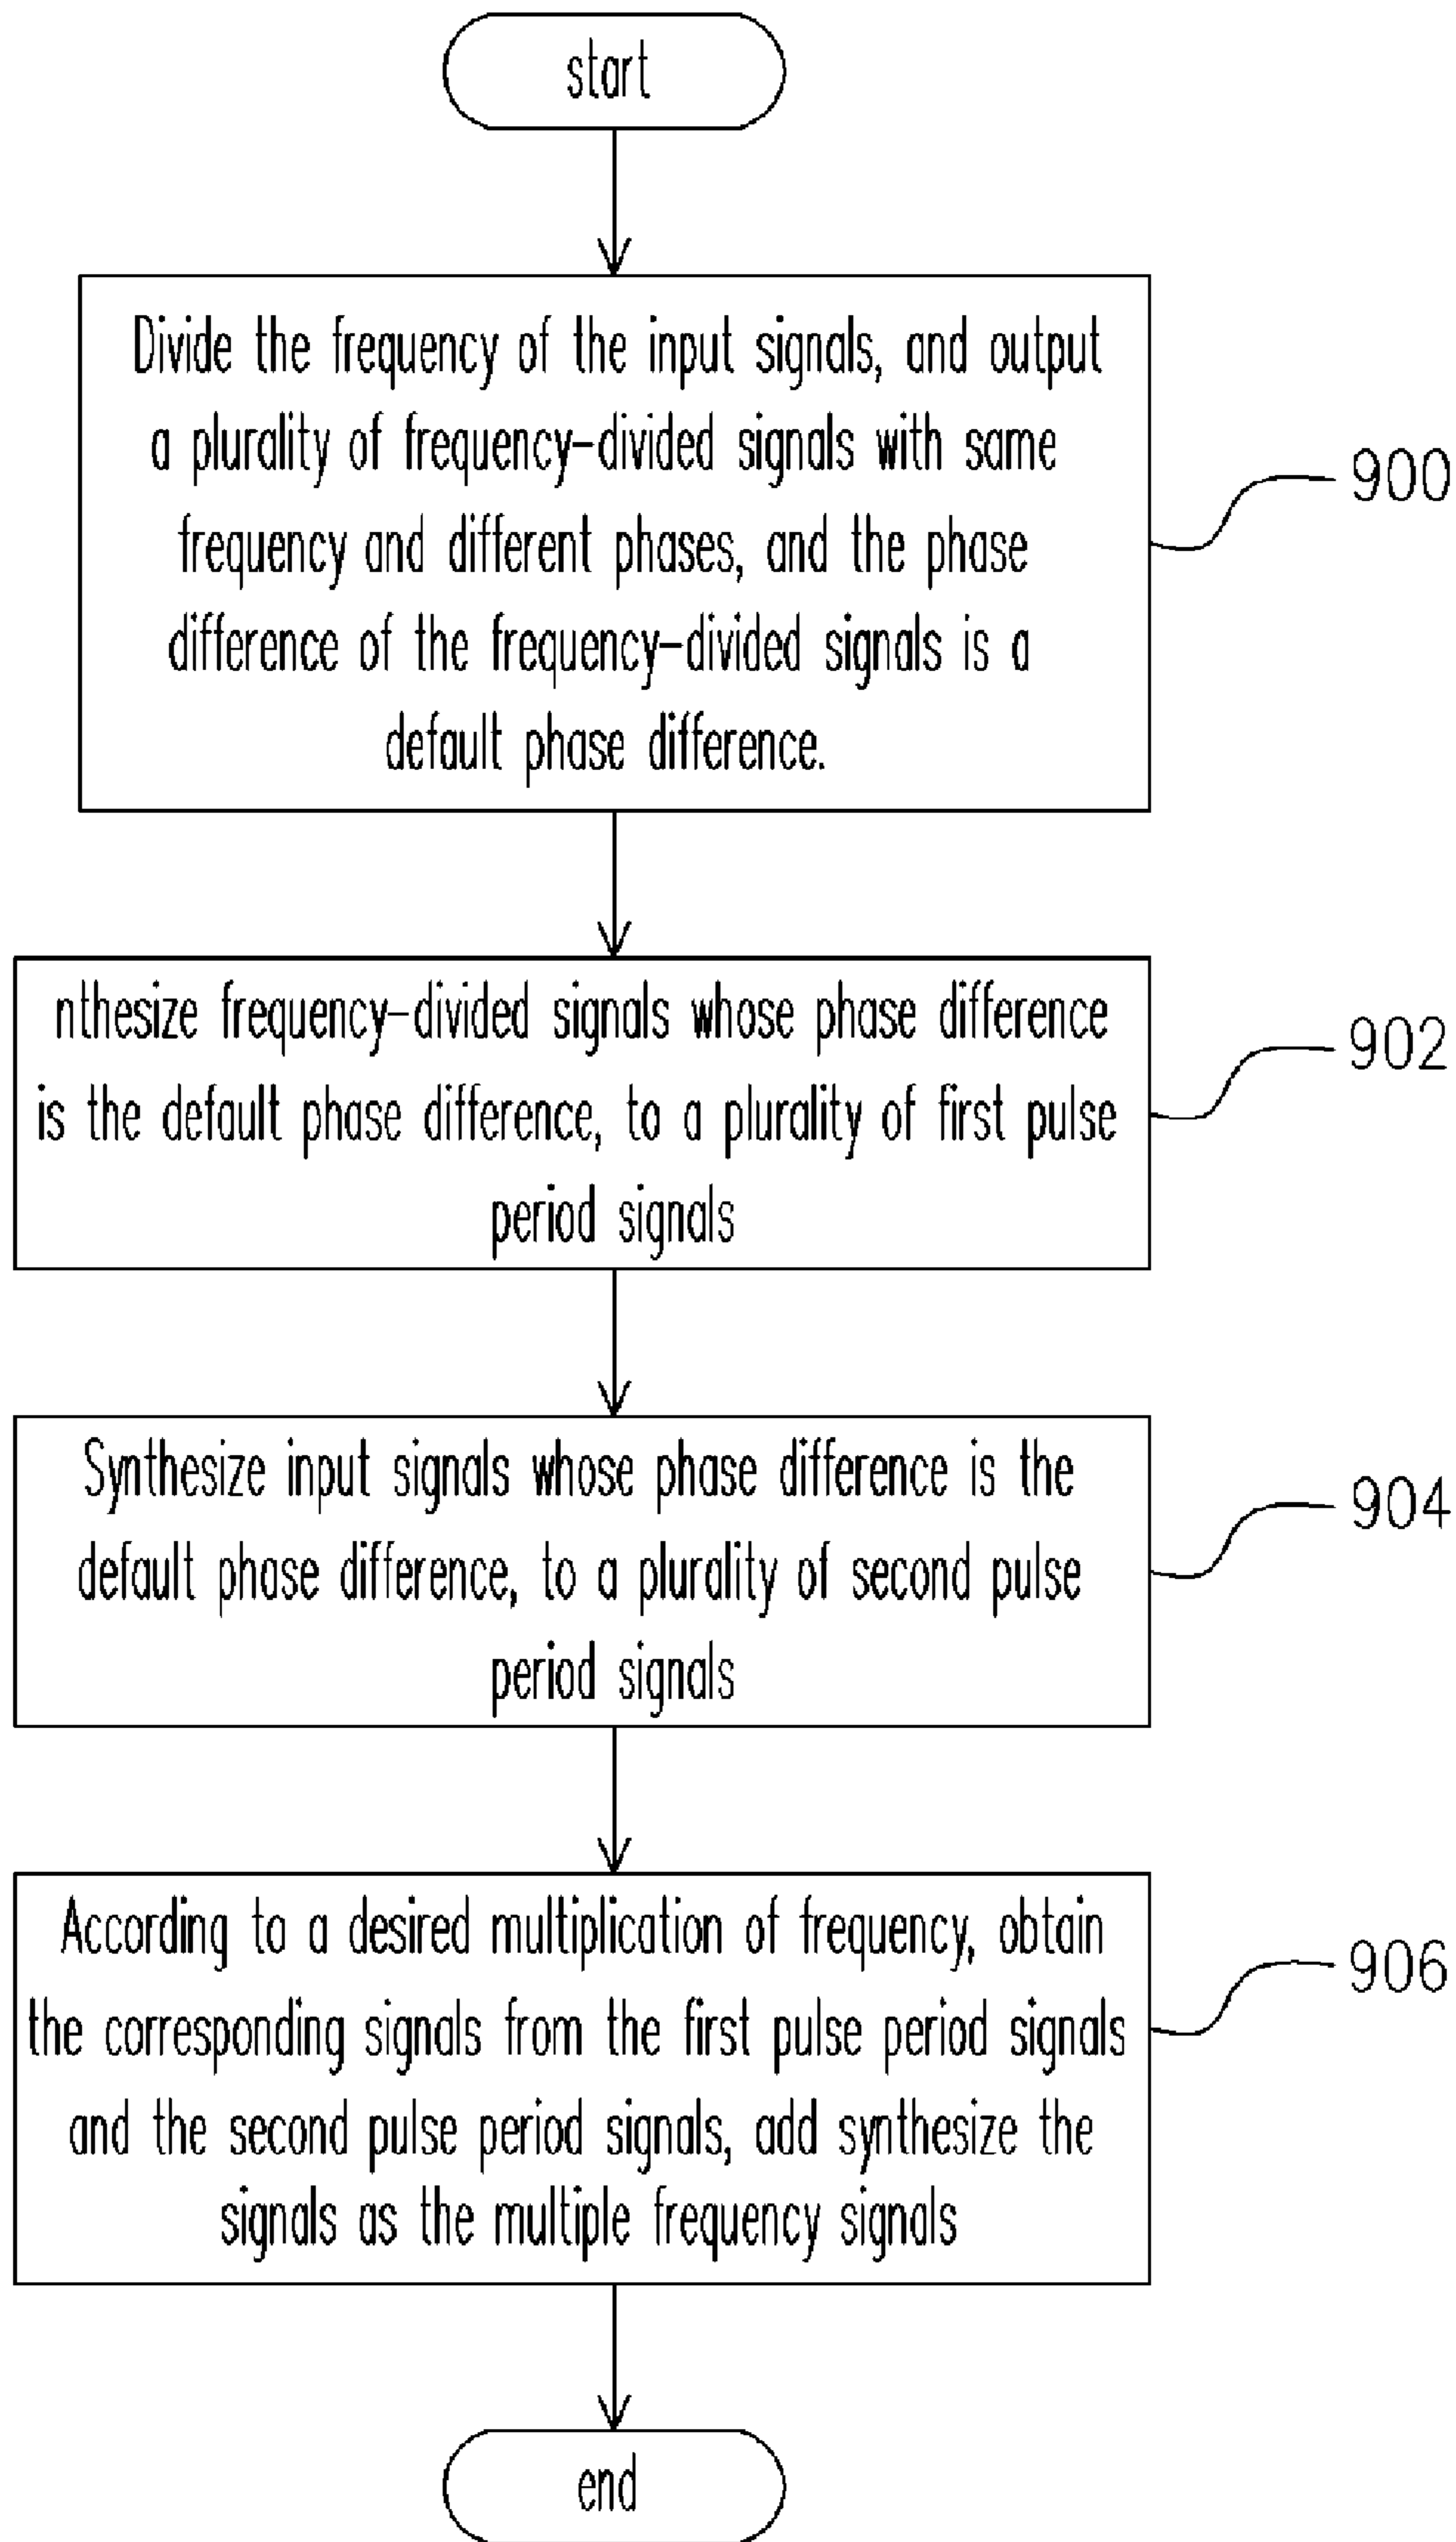 start
Divide the frequency of the input signals, and output
a plurality of frequency-divided signals with same
frequency and different phases, and the phase
difference of the frequency-divided signals is a
default phase difference.
900
nthesize frequency-divided signals whose phase difference
is the default phase difference, to a plurality of first pulse
period signals
902
Synthesize input signals whose phase difference is the
default phase difference, to a plurality of second pulse
period signals
904
According to a desired multiplication of frequency, obtain
the corresponding signals from the first pulse period signals
and the second pulse period signals, add synthesize the
signals as the multiple frequency signals
906
end